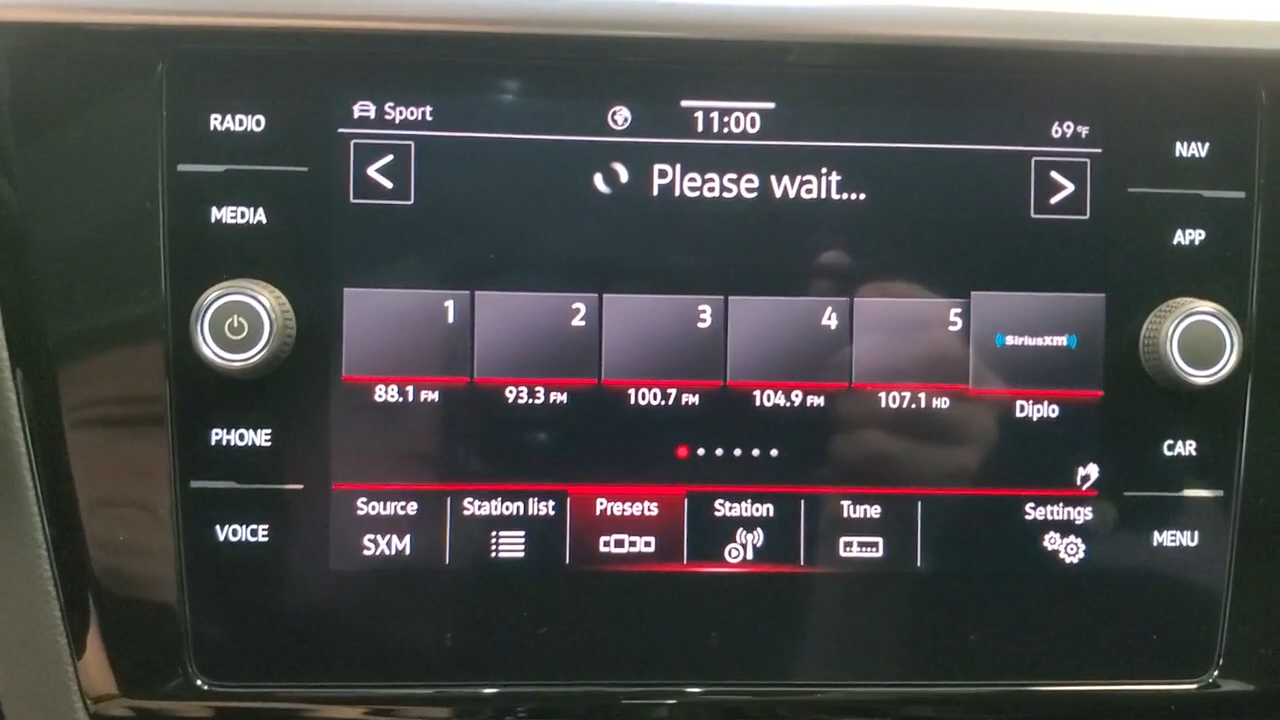 RADIO
MEDIA
PHONE
VOICE
Sport
11:00
69°F
<
Please wait...
>
1
2
3
4
5
((SiriusXM))
88.1 FM
93.3 FM
100.7 FM
104.9 FM
107.1 HD
Diplo
Source
SXM
Station list
Presets
Station
Tune
Settings
NAV
APP
CAR
MENU